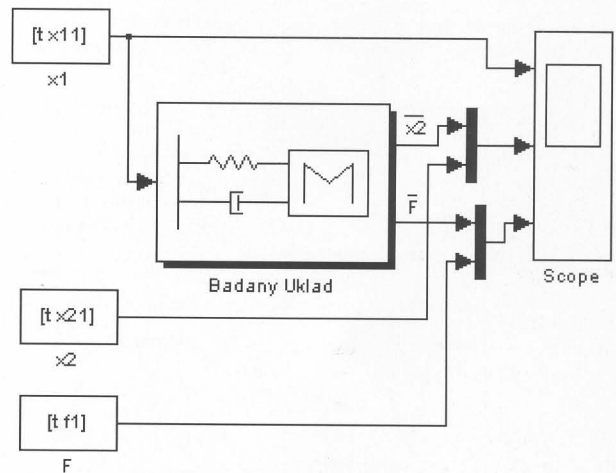 [t x11]
x1
x2
M
F
Badany Uklad
Scope
[t x21]
x2
[t f1]
F